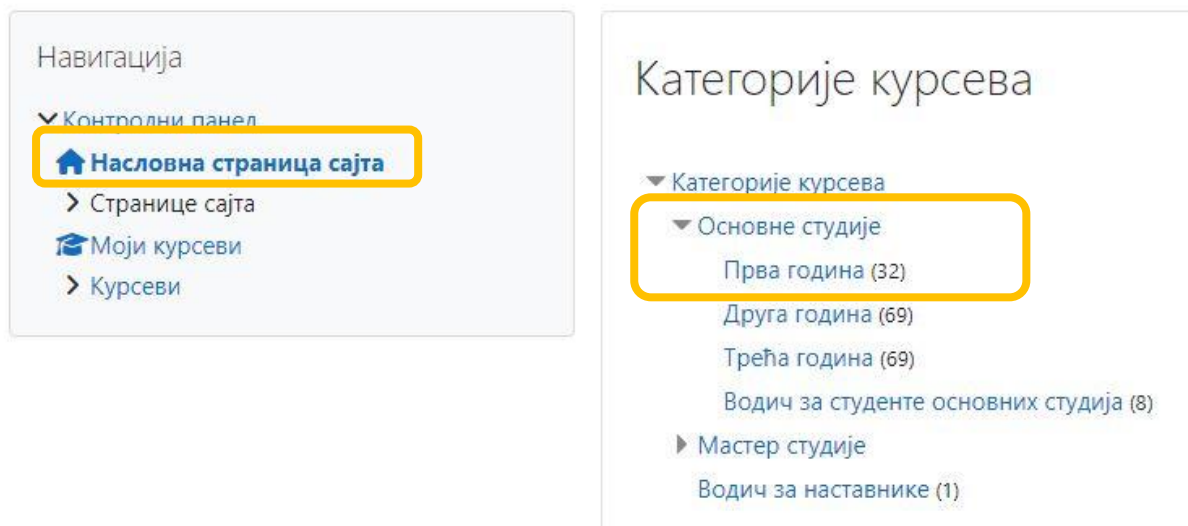 Навигација
Контролни панел
Насловна страница сајта
Странице сајта
Моји курсеви
Курсеви
Категорије курсева
Категорије курсева
Основне студије
Прва година (32)
Друга година (69)
Трећа година (69)
Водич за студенте основних студија (8)
Мастер студије
Водич за наставнике (1)